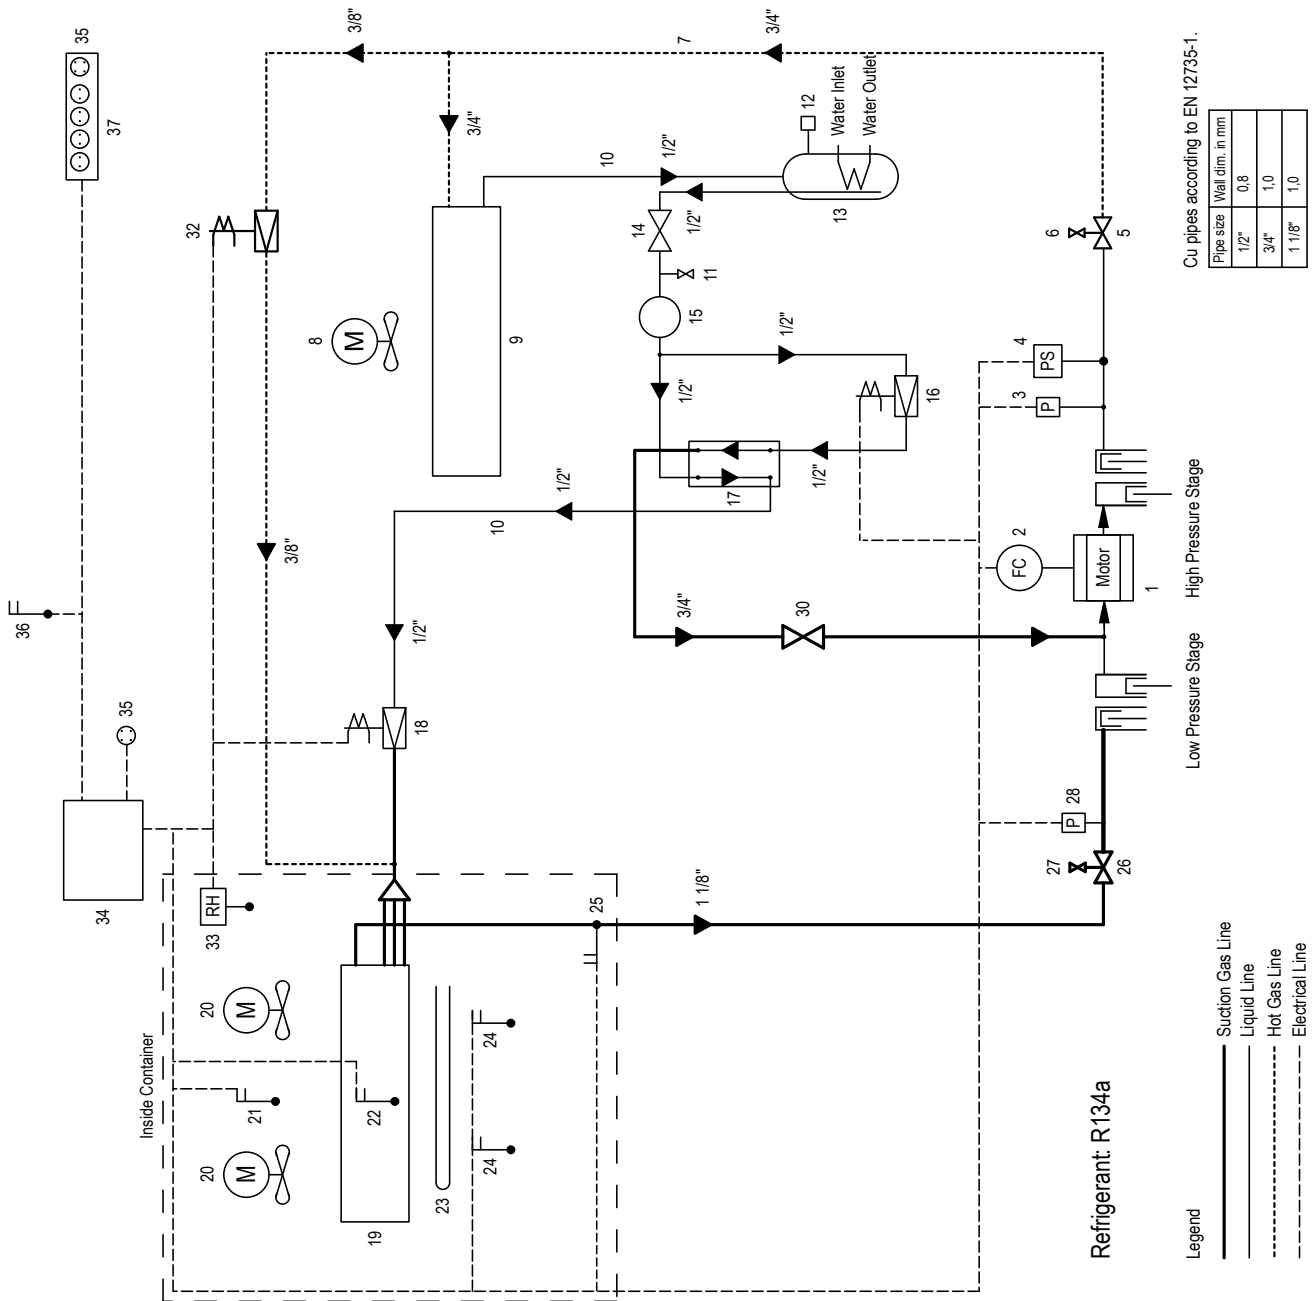 36
35
35
37
34
Inside Container
32
20
20
33
RH
M
M
21
3/8"
8
M
3/8"
19
22
18
1/2"
23
3/4"
24
24
10
9
1/2"
25
10
14
1/2"
3/4"
1/2"
7
15
1/2"
1 1/8"
11
17
3/4"
1/2"
30
12
1/2"
Water Inlet
13
Water Outlet
16
FC
2
3
4
P
PS
27
6
P
28
Refrigerant: R134a
Motor
26
5
1
Low Pressure Stage
High Pressure Stage
Cu pipes according to EN 12735-1.
Pipe size Wall dim. in mm
1/2" 0,8
3/4" 1,0
1 1/8" 1,0
Legend
Suction Gas Line
Liquid Line
Hot Gas Line
Electrical Line